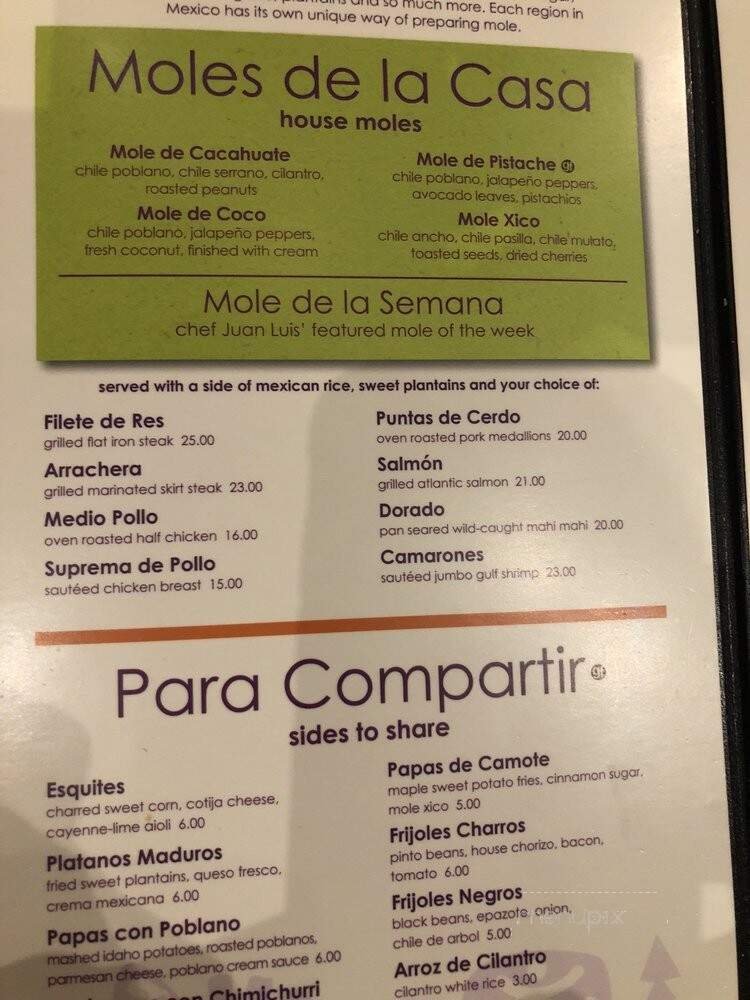 and so much more. Each region in
Mexico has its own unique way of preparing mole.
Moles de la Casa
house moles
Mole de Cacahuate
chile poblano, chile serrano, cilantro,
roasted peanuts
Mole de Coco
chile poblano, jalapeño peppers,
fresh coconut, finished with cream
Mole de Pistache gf
chile poblano, jalapeño peppers,
avocado leaves, pistachios
Mole Xico
chile ancho, chile pasilla, chile mulato,
toasted seeds, dried cherries
Mole de la Semana
chef Juan Luis' featured mole of the week
served with a side of mexican rice, sweet plantains and your choice of:
Filete de Res
grilled flat iron steak 25.00
Arrachera
grilled marinated skirt steak 23.00
Medio Pollo
oven roasted half chicken 16.00
Suprema de Pollo
sautéed chicken breast 15.00
Puntas de Cerdo
oven roasted pork medallions 20.00
Salmón
grilled atlantic salmon 21.00
Dorado
pan seared wild-caught mahi mahi 20.00
Camarones
sautéed jumbo gulf shrimp 23.00
Para Compartir gf
sides to share
Esquites
charred sweet corn, cotija cheese,
cayenne-lime aioli 6.00
Platanos Maduros
fried sweet plantains, queso fresco,
crema mexicana 6.00
Papas con Poblano
mashed idaho potatoes, roasted poblanos,
parmesan cheese, poblano cream sauce 6.00
con Chimichurri
Papas de Camote
maple sweet potato fries, cinnamon sugar,
mole xico 5.00
Frijoles Charros
pinto beans, house chorizo, bacon,
tomato 6.00
Frijoles Negros
black beans, epazote, onion,
chile de arbol 5.00
Arroz de Cilantro
cilantro white rice 3.00
menupix